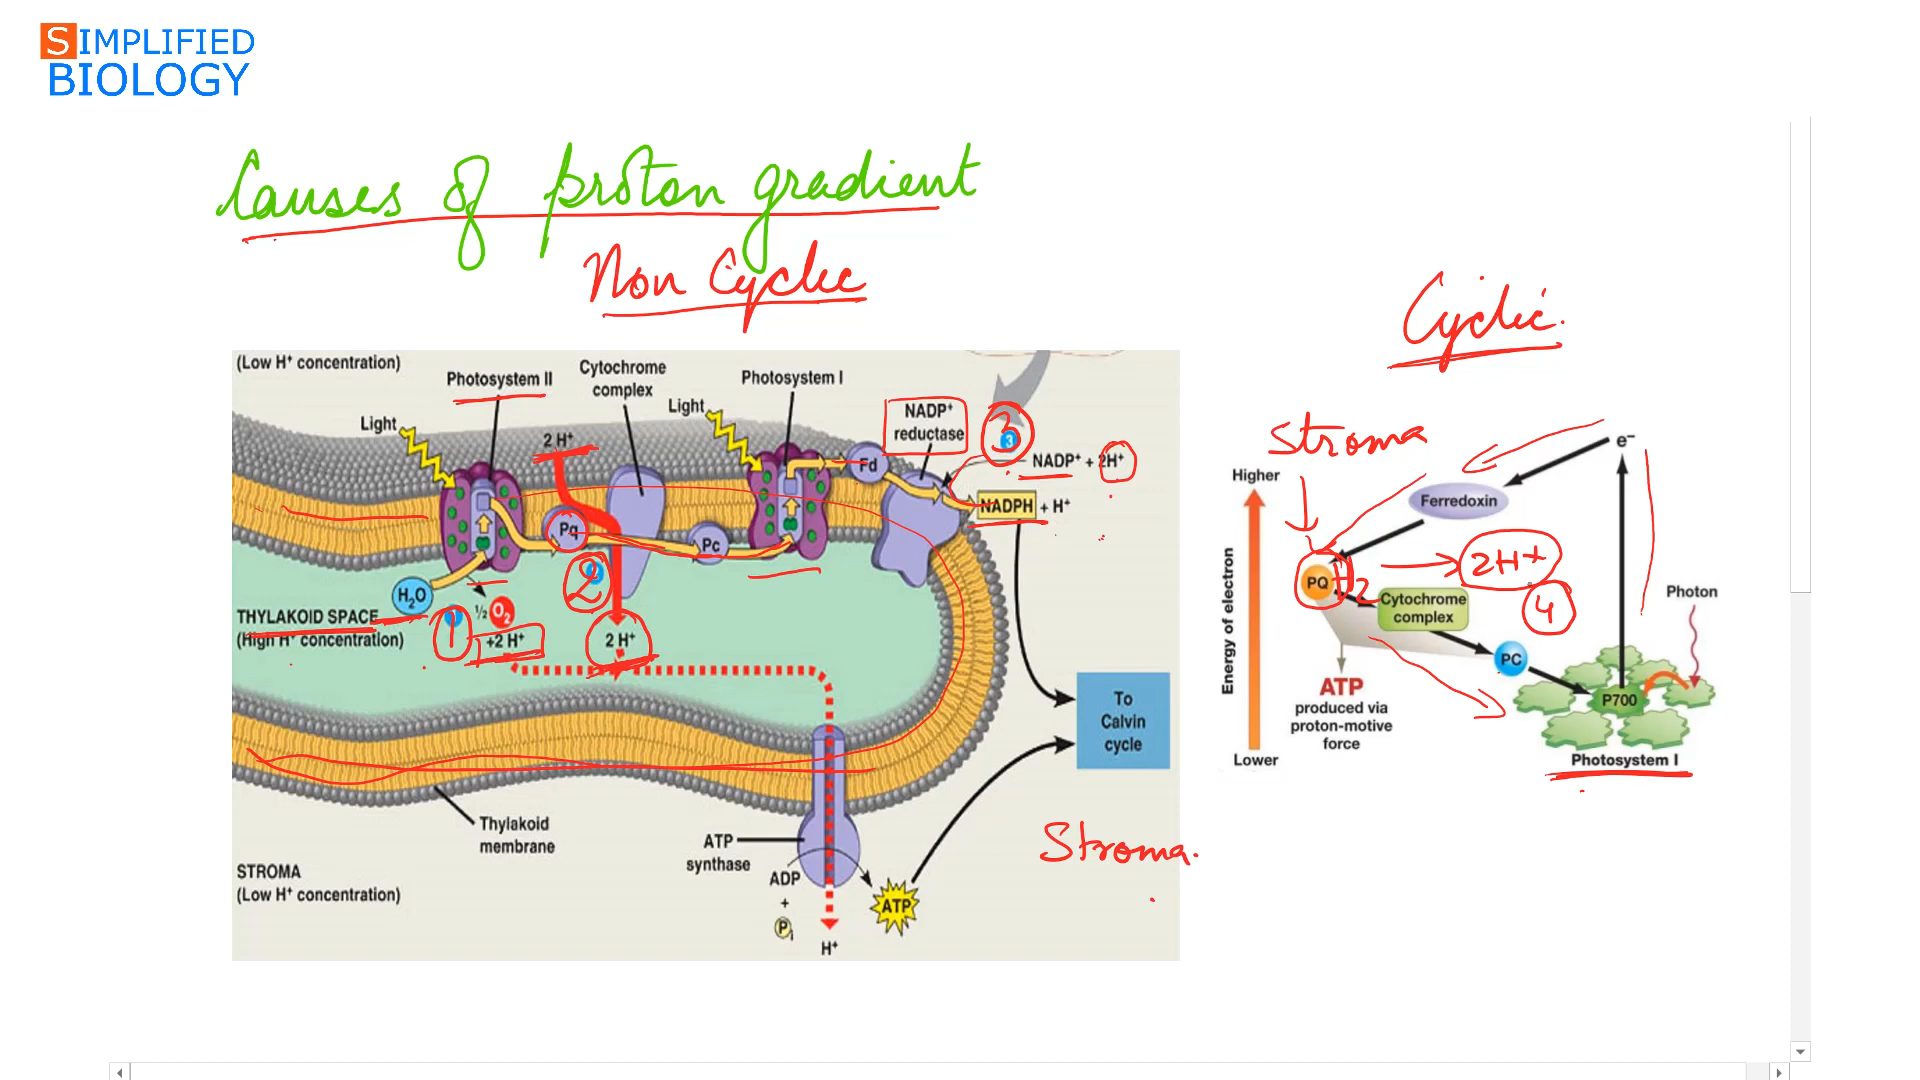 SIMPLIFIED
BIOLOGY
Causes of proton gradient
Non Cyclic
Cyclic.
(Low H⁺ concentration)
Photosystem II
Cytochrome
complex
Photosystem I
Light
2 H⁺
Light
NADP⁺
reductase
3
3
Fd
NADP⁺ + 2H⁺
NADPH + H⁺
Pq
Pc
H₂O
2
THYLAKOID SPACE
(High H⁺ concentration)
1
½ O₂
+2 H⁺
2 H⁺
To
Calvin
cycle
Thylakoid
membrane
ATP
synthase
STROMA
(Low H⁺ concentration)
ADP
+
Pᵢ
ATP
H⁺
Stroma.
Stroma
Higher
e⁻
Ferredoxin
Energy of electron
PQ H2
2H+
4
Cytochrome
complex
Photon
PC
P700
ATP
produced via
proton-motive
force
Lower
Photosystem I